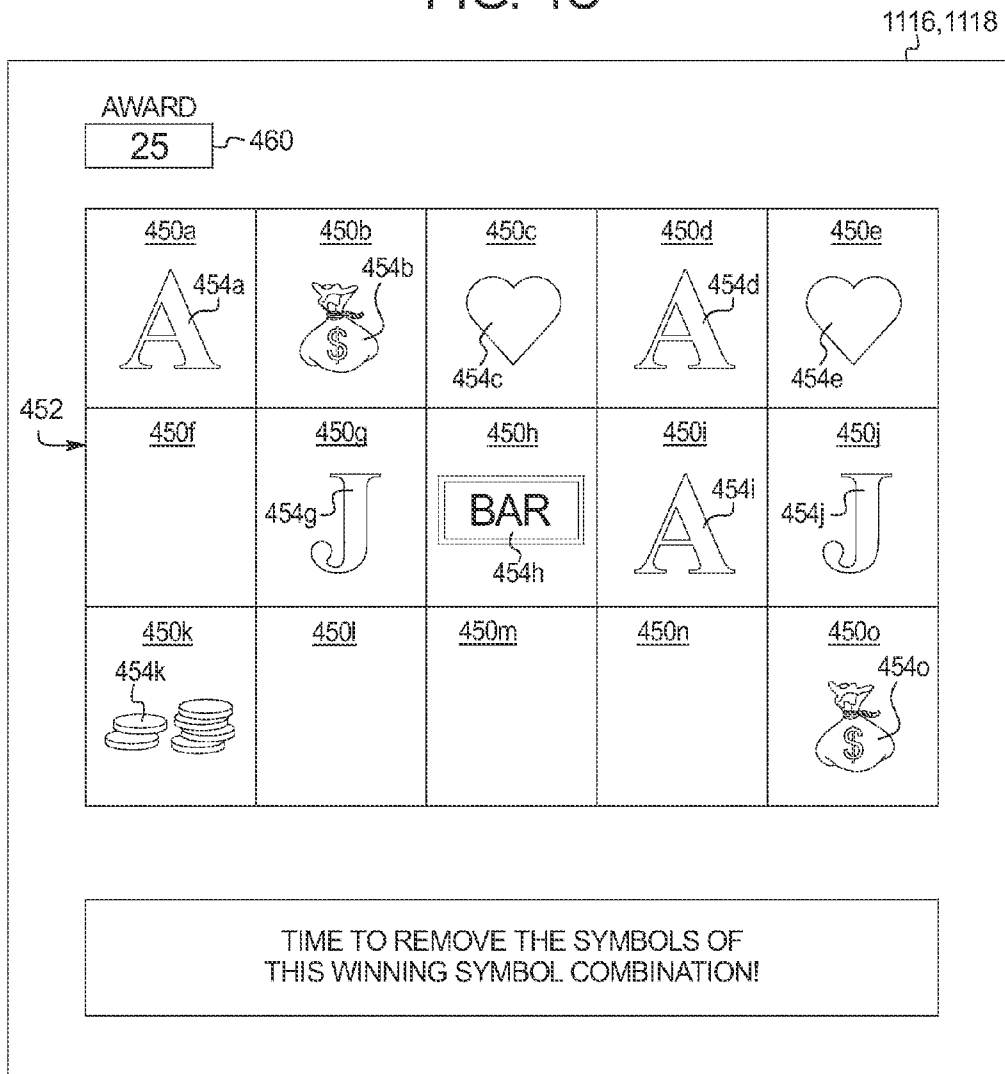 1116,1118
AWARD
25
460
450a 450b 450c 450d 450e
454a 454b 454c 454d 454e
A $ A
452
450f 450g 450h 450i 450j
454g J BAR 454h A 454i 454j J
450k 450l 450m 450n 450o
454k 454o
$
TIME TO REMOVE THE SYMBOLS OF
THIS WINNING SYMBOL COMBINATION!